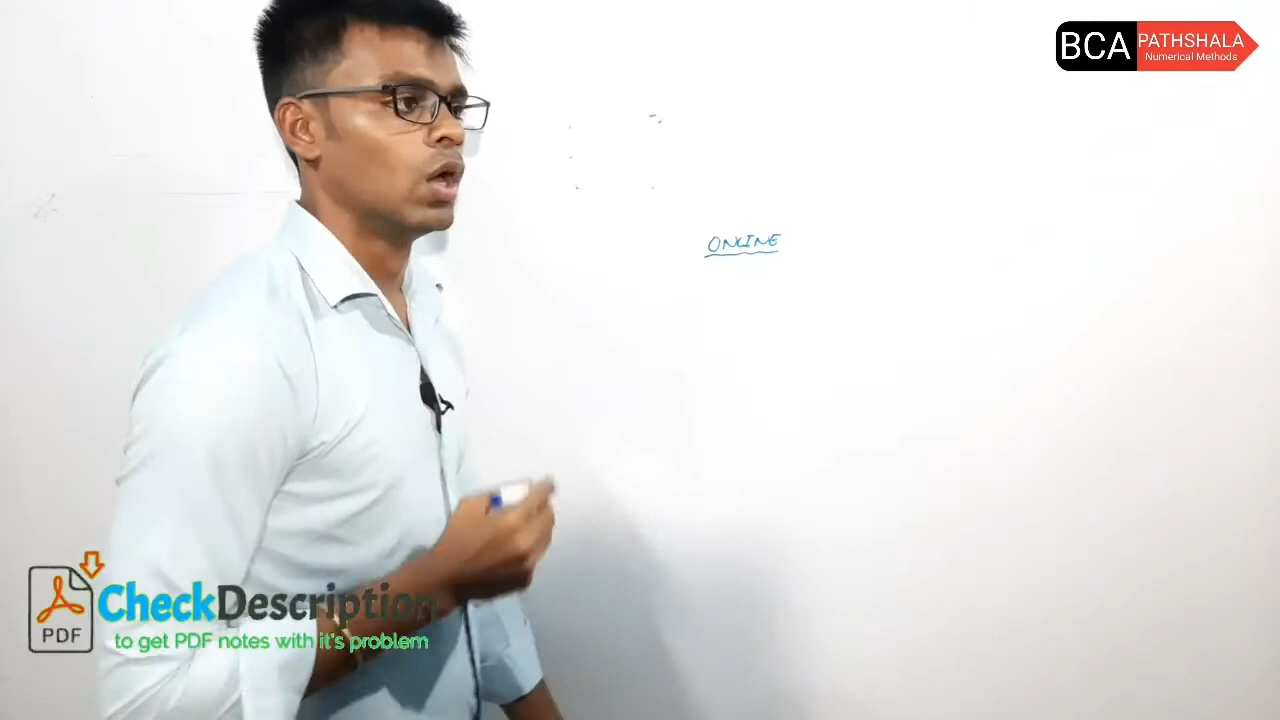 BCA PATHSHALA
Numerical Methods
ONLINE
PDF
CheckDescription
to get PDF notes with it's problem